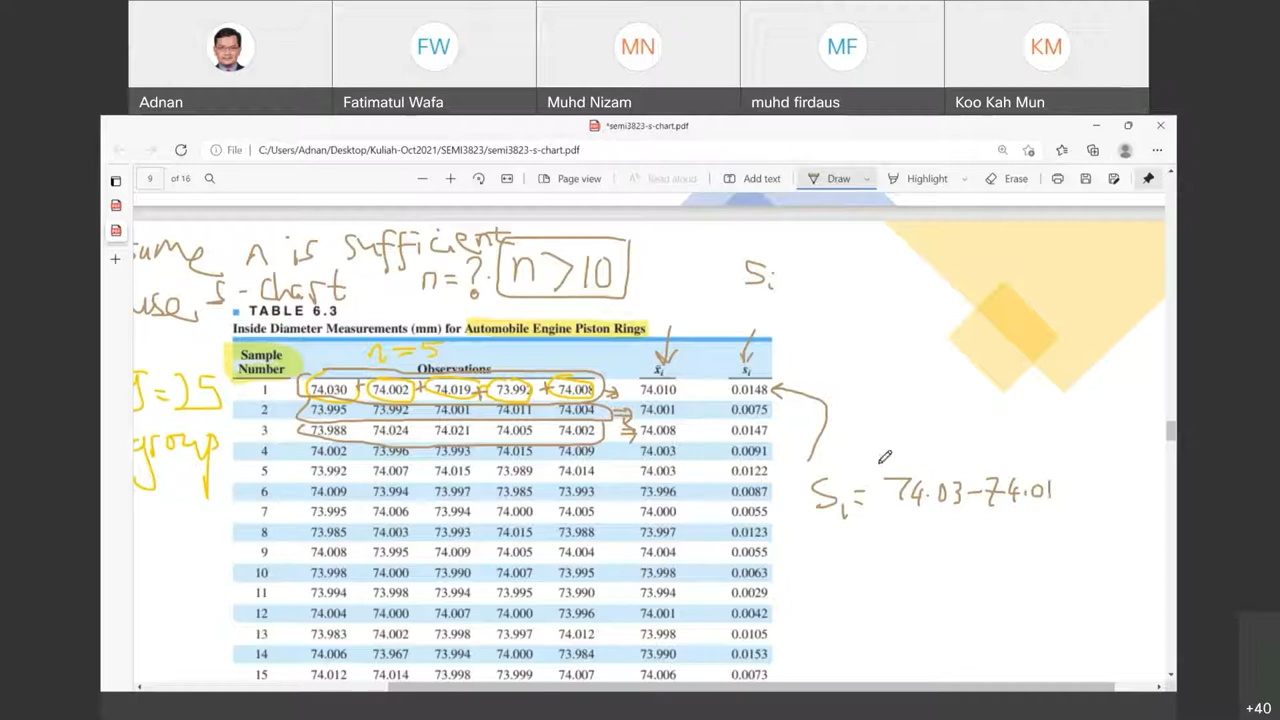 FW
MN
MF
KM
Adnan
Fatimatul Wafa
Muhd Nizam
muhd firdaus
Koo Kah Mun
*semi3823-s-chart.pdf
File C:/Users/Adnan/Desktop/Kuliah-Oct2021/SEMI3823/semi3823-s-chart.pdf
9 of 16 Page view Read aloud Add text Draw Highlight Erase
ume n is sufficient
n=? n>10
Si
use s-chart
TABLE 6.3
Inside Diameter Measurements (mm) for Automobile Engine Piston Rings
n=5
Sample Number Observations x̄i si
1 74.030 + 74.002 + 74.019 + 73.992 + 74.008 74.010 0.0148
2 73.995 73.992 74.001 74.011 74.004 74.001 0.0075
3 73.988 74.024 74.021 74.005 74.002 74.008 0.0147
4 74.002 73.996 73.993 74.015 74.009 74.003 0.0091
5 73.992 74.007 74.015 73.989 74.014 74.003 0.0122
6 74.009 73.994 73.997 73.985 73.993 73.996 0.0087
7 73.995 74.006 73.994 74.000 74.005 74.000 0.0055
8 73.985 74.003 73.993 74.015 73.988 73.997 0.0123
9 74.008 73.995 74.009 74.005 74.004 74.004 0.0055
10 73.998 74.000 73.990 74.007 73.995 73.998 0.0063
11 73.994 73.998 73.994 73.995 73.990 73.994 0.0029
12 74.004 74.000 74.007 74.000 73.996 74.001 0.0042
13 73.983 74.002 73.998 73.997 74.012 73.998 0.0105
14 74.006 73.967 73.994 74.000 73.984 73.990 0.0153
15 74.012 74.014 73.998 73.999 74.007 74.006 0.0073
=25
group
Si = 74.03-74.01
+40